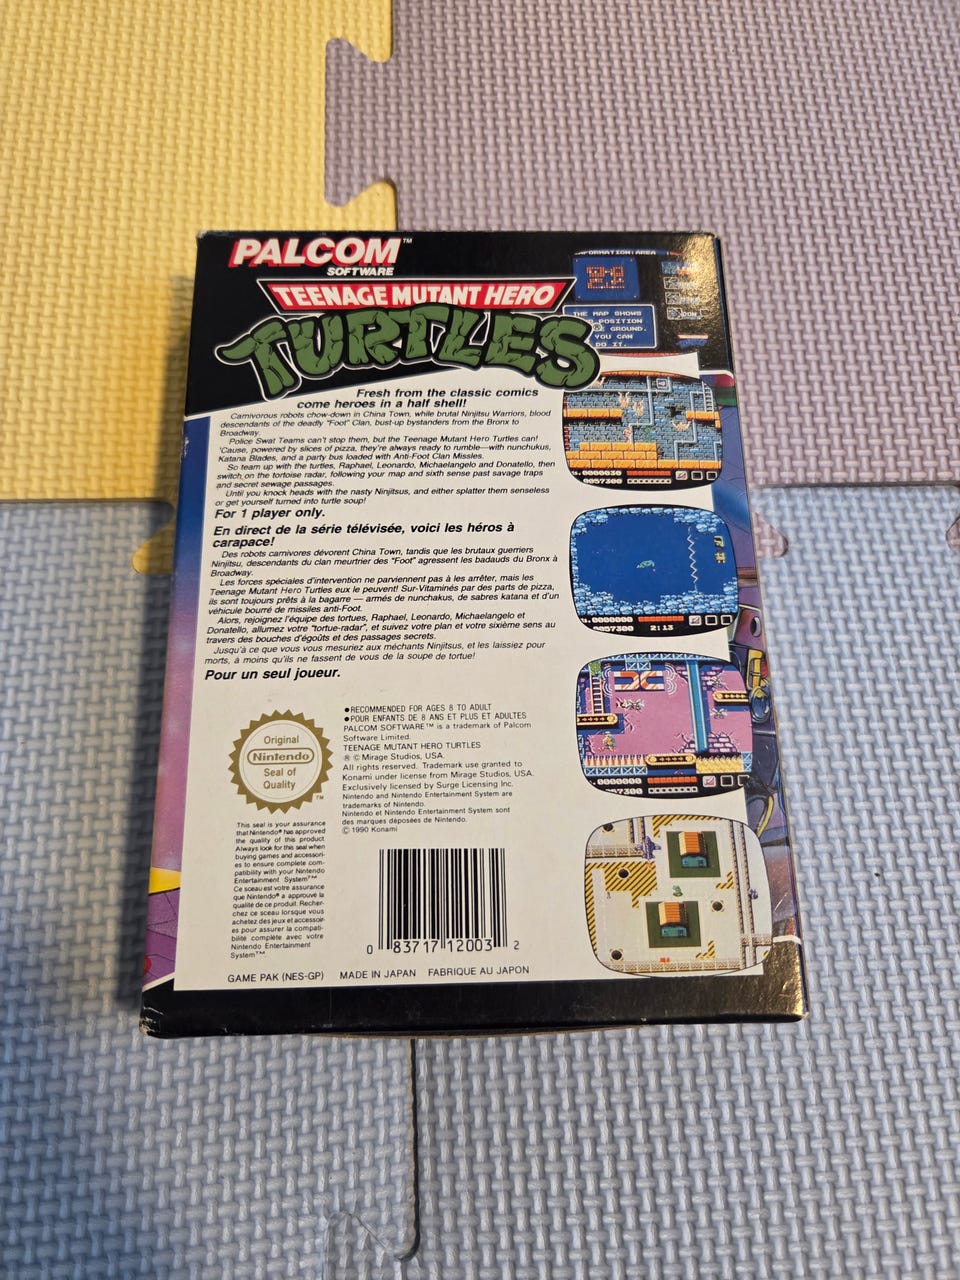 PALCOM™
SOFTWARE
TEENAGE MUTANT HERO
TURTLES
Fresh from the classic comics
come heroes in a half shell!
Carnivorous robots chow-down in China Town, while brutal Ninjitsu Warriors, blood
descendants of the deadly "Foot" Clan, bust-up bystanders from the Bronx to
Broadway.
Police Swat Teams can't stop them, but the Teenage Mutant Hero Turtles can!
'Cause, powered by slices of pizza, they're always ready to rumble—with nunchukus,
Katana Blades, and a party bus loaded with Anti-Foot Clan Missles.
So team up with the turtles, Raphael, Leonardo, Michaelangelo and Donatello, then
switch on the tortoise radar, following your map and sixth sense past savage traps
and secret sewage passages.
Until you knock heads with the nasty Ninjitsus, and either splatter them senseless
or get yourself turned into turtle soup!
For 1 player only.
En direct de la série télévisée, voici les héros à
carapace!
Des robots carnivores dévorent China Town, tandis que les brutaux guerriers
Ninjitsu, descendants du clan meurtrier des "Foot" agressent les badauds du Bronx à
Broadway.
Les forces spéciales d'intervention ne parviennent pas à les arrêter, mais les
Teenage Mutant Hero Turtles eux le peuvent! Sur-Vitaminés par des parts de pizza,
ils sont toujours prêts à la bagarre — armés de nunchakus, de sabres katana et d'un
véhicule bourré de missiles anti-Foot.
Alors, rejoignez l'équipe des tortues, Raphael, Leonardo, Michaelangelo et
Donatello, allumez votre "tortue-radar", et suivez votre plan et votre sixième sens au
travers des bouches d'égoûts et des passages secrets.
Jusqu'à ce que vous vous mesuriez aux méchants Ninjitsus, et les laissiez pour
morts, à moins qu'ils ne fassent de vous de la soupe de tortue!
Pour un seul joueur.
●RECOMMENDED FOR AGES 8 TO ADULT
●POUR ENFANTS DE 8 ANS ET PLUS ET ADULTES
PALCOM SOFTWARE™ is a trademark of Palcom
Software Limited.
TEENAGE MUTANT HERO TURTLES
® © Mirage Studios, USA.
All rights reserved. Trademark use granted to
Konami under license from Mirage Studios, USA.
Exclusively licensed by Surge Licensing Inc.
Nintendo and Nintendo Entertainment System are
trademarks of Nintendo.
Nintendo et Nintendo Entertainment System sont
des marques déposées de Nintendo.
© 1990 Konami
Original
Nintendo
Seal of
Quality
™
This seal is your assurance
that Nintendo® has approved
the quality of this product.
Always look for this seal when
buying games and accessori-
es to ensure complete com-
patibility with your Nintendo
Entertainment System™
Ce sceau est votre assurance
que Nintendo® a approuve la
qualité de ce produit. Recher-
chez ce sceau lorsque vous
achetez des jeux et accessoir-
es pour assurer la compati-
bilité complète avec votre
Nintendo Entertainment
System™
0 83717 12003 2
GAME PAK (NES-GP) MADE IN JAPAN FABRIQUE AU JAPON
INFORMATION AREA
THE MAP SHOWS
POSITION
GROUND.
YOU CAN
DO IT.
0000030
0057300
0000000
0057300 2:13
0000000
57300